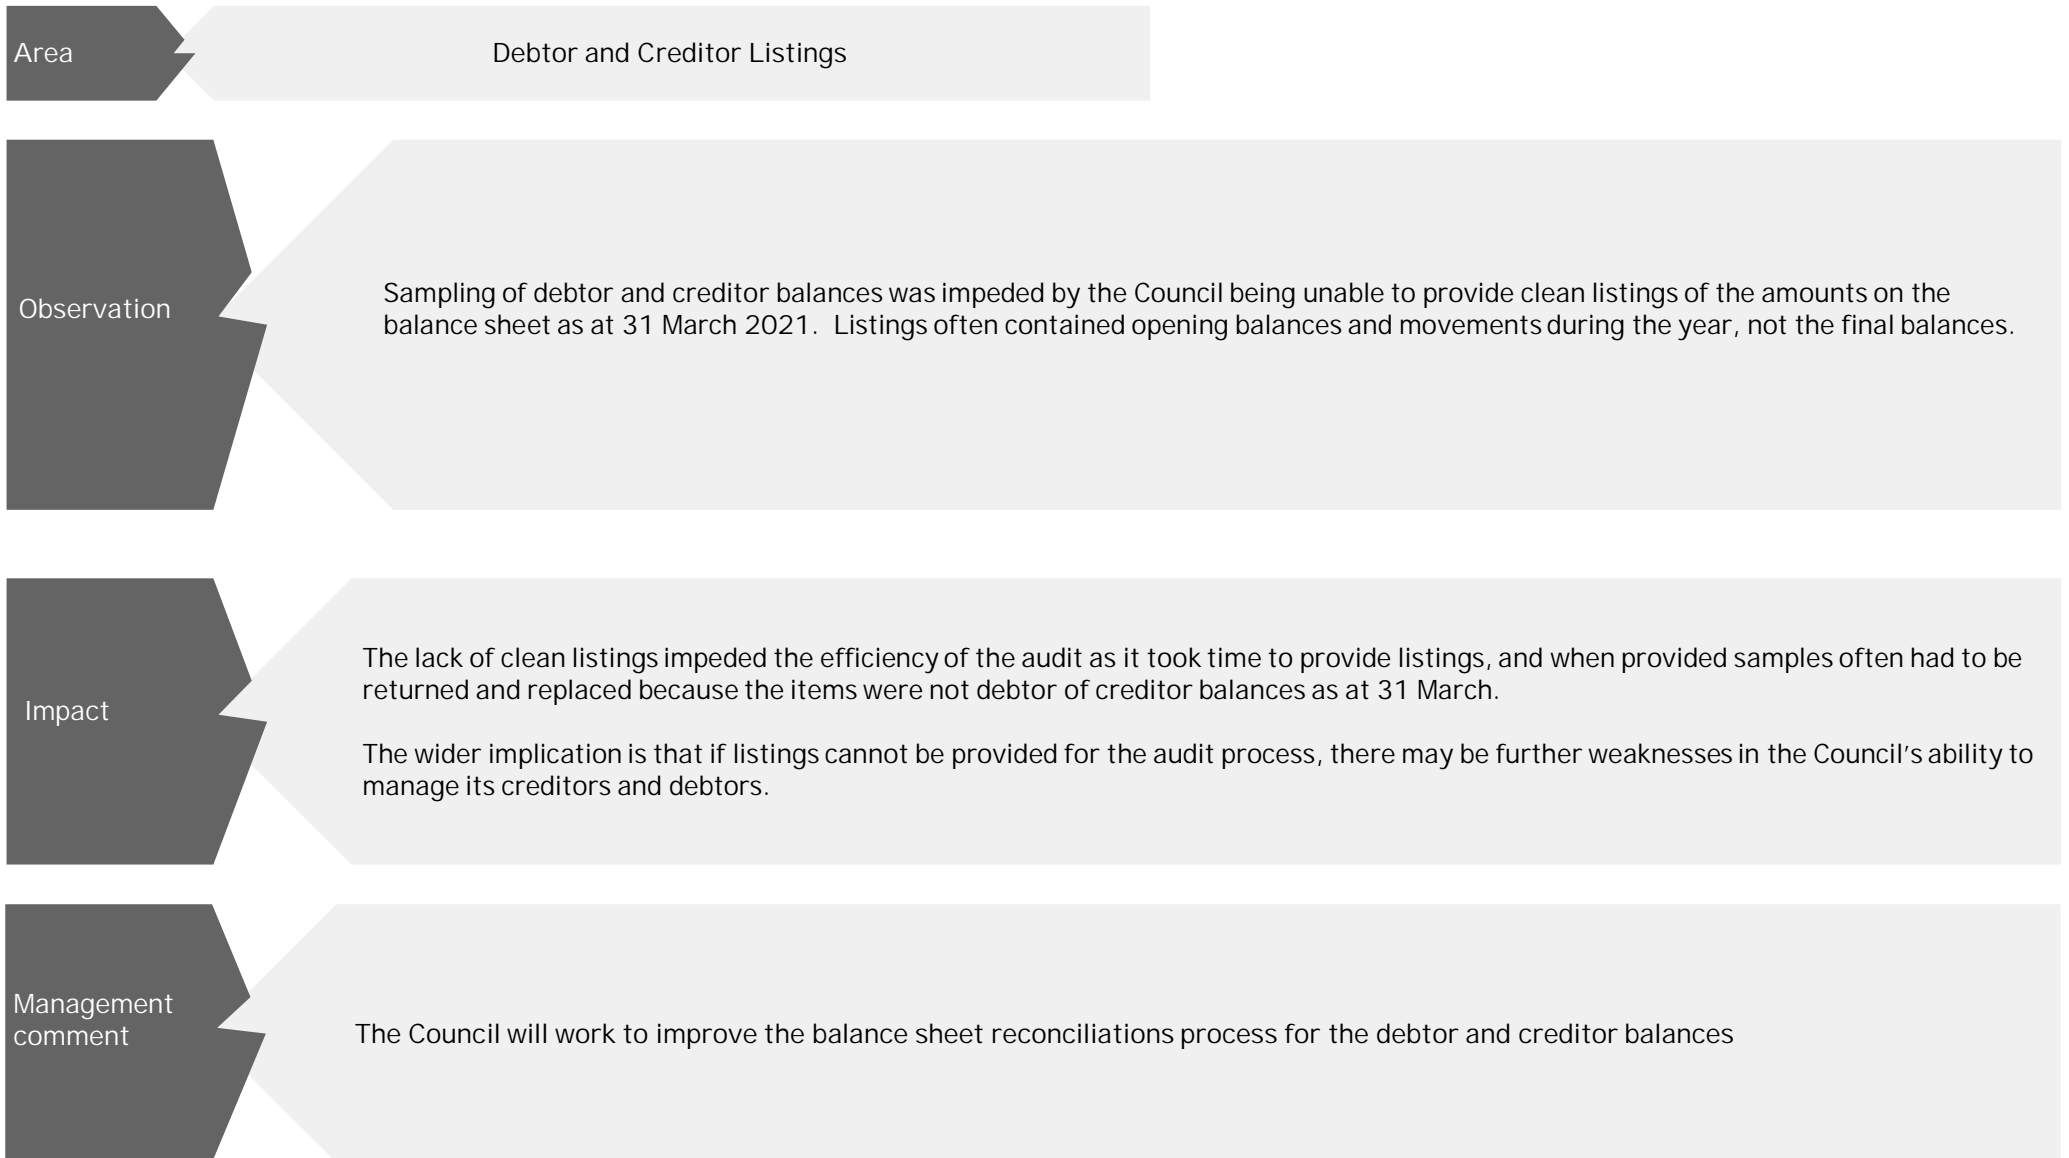 Area
Debtor and Creditor Listings
Observation
Sampling of debtor and creditor balances was impeded by the Council being unable to provide clean listings of the amounts on the
balance sheet as at 31 March 2021.  Listings often contained opening balances and movements during the year, not the final balances.
Impact
The lack of clean listings impeded the efficiency of the audit as it took time to provide listings, and when provided samples often had to be
returned and replaced because the items were not debtor of creditor balances as at 31 March.
The wider implication is that if listings cannot be provided for the audit process, there may be further weaknesses in the Council’s ability to
manage its creditors and debtors.
Management
comment
The Council will work to improve the balance sheet reconciliations process for the debtor and creditor balances